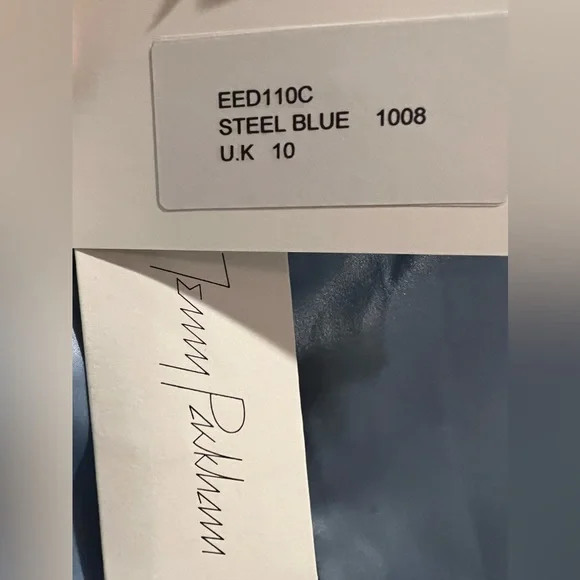 EED110C
STEEL BLUE 1008
U.K 10
Jenny Packham